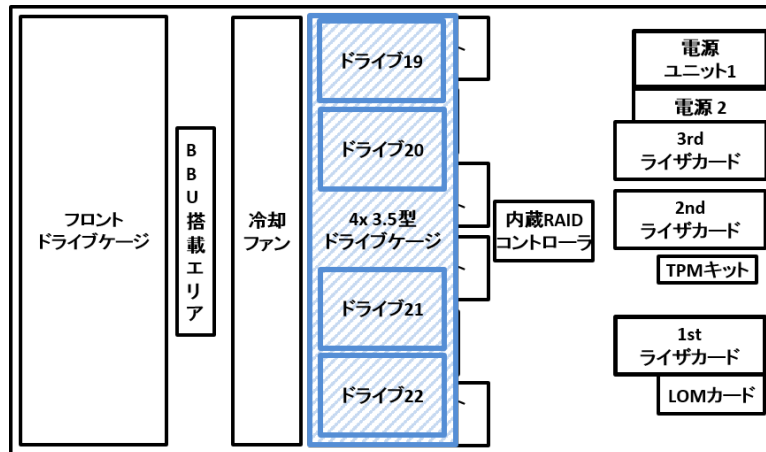 フロント
ドライブケージ
BBU搭載エリア
冷却
ファン
ドライブ19
ドライブ20
4x 3.5型
ドライブケージ
ドライブ21
ドライブ22
内蔵RAID
コントローラ
電源
ユニット1
電源 2
3rd
ライザカード
2nd
ライザカード
TPMキット
1st
ライザカード
LOMカード